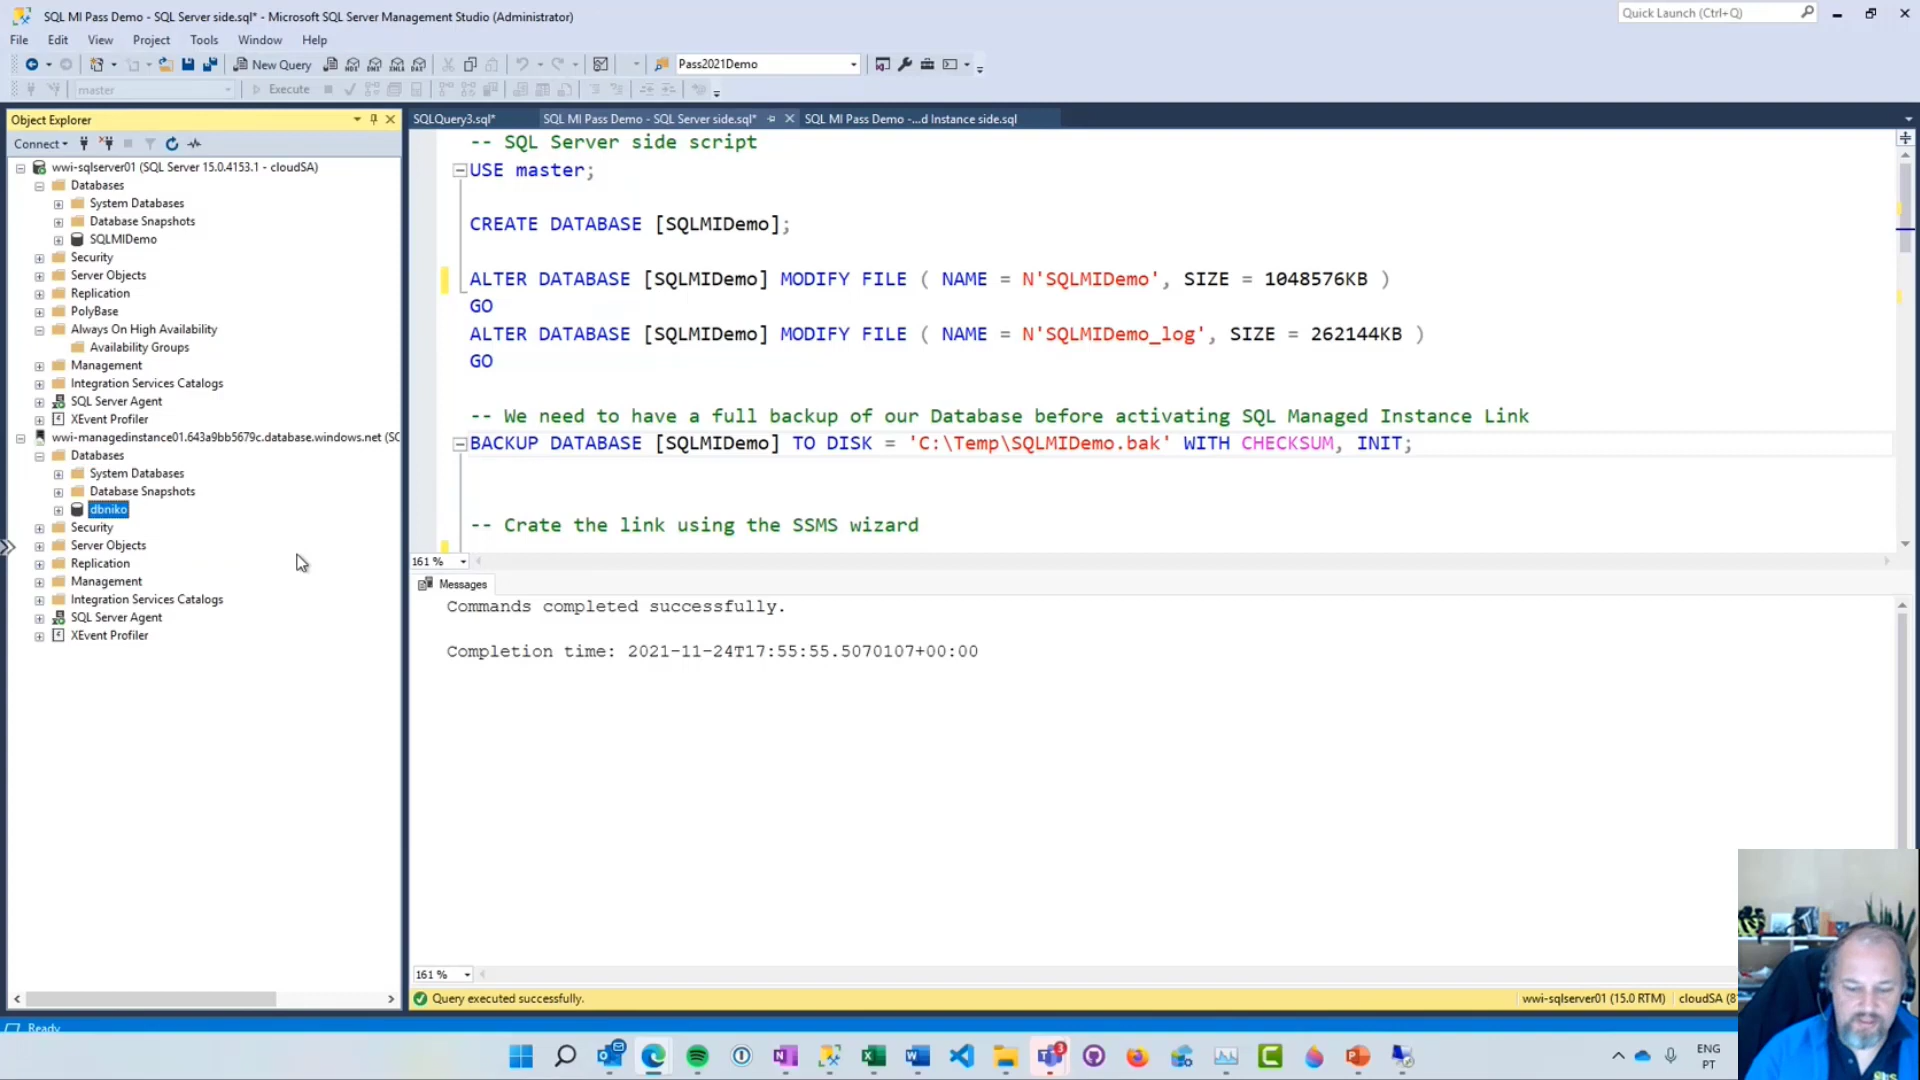 SQL MI Pass Demo - SQL Server side.sql* - Microsoft SQL Server Management Studio (Administrator)
Quick Launch (Ctrl+Q)
File Edit View Project Tools Window Help
New Query
Pass2021Demo
master
Execute
Object Explorer
SQLQuery3.sql*
SQL MI Pass Demo - SQL Server side.sql*
SQL MI Pass Demo -...d Instance side.sql
Connect
wwi-sqlserver01 (SQL Server 15.0.4153.1 - cloudSA)
Databases
System Databases
Database Snapshots
SQLMIDemo
Security
Server Objects
Replication
PolyBase
Always On High Availability
Availability Groups
Management
Integration Services Catalogs
SQL Server Agent
XEvent Profiler
wwi-managedinstance01.643a9bb5679c.database.windows.net (SC
Databases
System Databases
Database Snapshots
dbniko
Security
Server Objects
Replication
Management
Integration Services Catalogs
SQL Server Agent
XEvent Profiler
-- SQL Server side script
USE master;
CREATE DATABASE [SQLMIDemo];
ALTER DATABASE [SQLMIDemo] MODIFY FILE ( NAME = N'SQLMIDemo', SIZE = 1048576KB )
GO
ALTER DATABASE [SQLMIDemo] MODIFY FILE ( NAME = N'SQLMIDemo_log', SIZE = 262144KB )
GO
-- We need to have a full backup of our Database before activating SQL Managed Instance Link
BACKUP DATABASE [SQLMIDemo] TO DISK = 'C:\Temp\SQLMIDemo.bak' WITH CHECKSUM, INIT;
-- Crate the link using the SSMS wizard
161 %
Messages
Commands completed successfully.
Completion time: 2021-11-24T17:55:55.5070107+00:00
161 %
Query executed successfully.
wwi-sqlserver01 (15.0 RTM)
cloudSA (8
Ready
3
ENG
PT